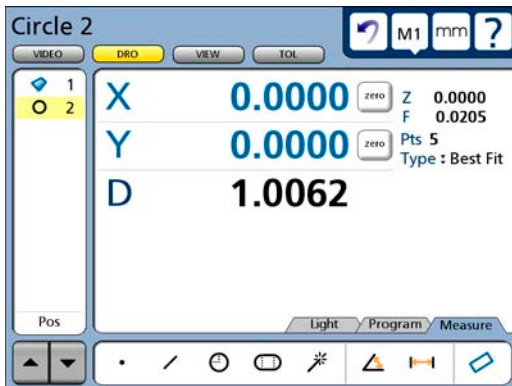 Circle 2
M1 mm ?
VIDEO DRO VIEW TOL
1
2
X 0.0000 zero
Y 0.0000 zero
D 1.0062
Z 0.0000
F 0.0205
Pts 5
Type : Best Fit
Pos
Light Program Measure